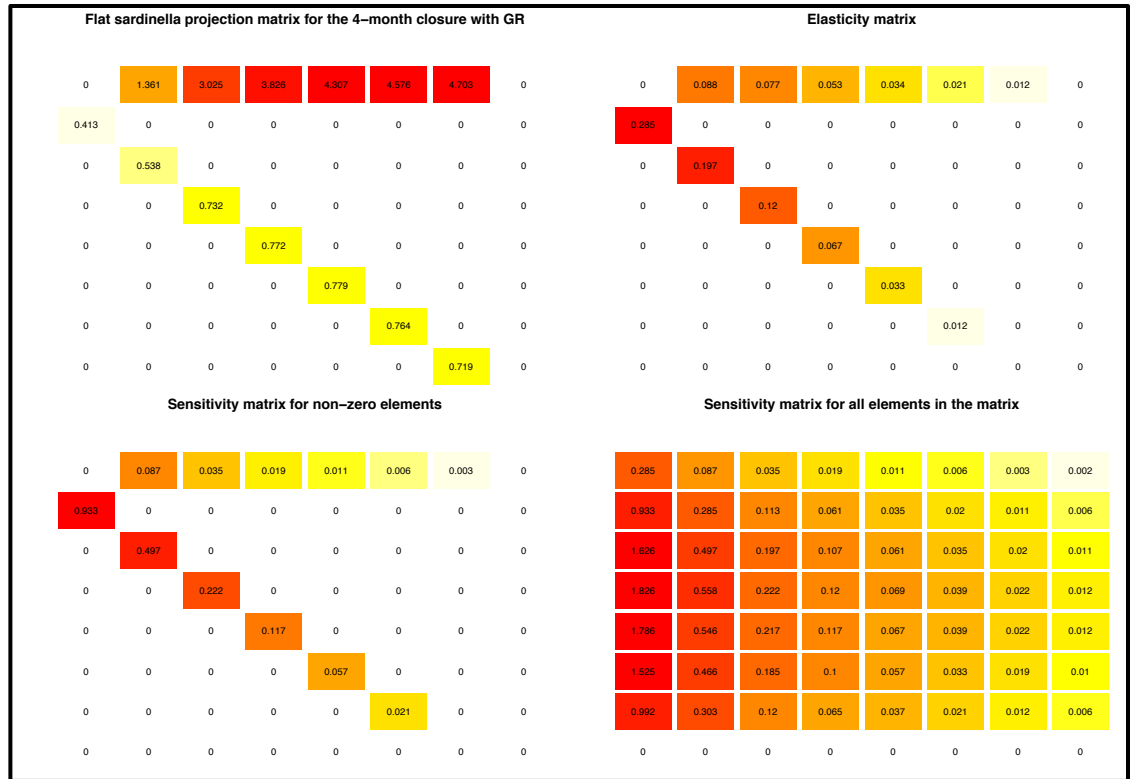 Flat sardinella projection matrix for the 4−month closure with GR
0 1.361 3.025 3.826 4.307 4.576 4.703 0
0.413 0 0 0 0 0 0 0
0 0.538 0 0 0 0 0 0
0 0 0.732 0 0 0 0 0
0 0 0 0.772 0 0 0 0
0 0 0 0 0.779 0 0 0
0 0 0 0 0 0.764 0 0
0 0 0 0 0 0 0.719 0
Elasticity matrix
0 0.088 0.077 0.053 0.034 0.021 0.012 0
0.285 0 0 0 0 0 0 0
0 0.197 0 0 0 0 0 0
0 0 0.12 0 0 0 0 0
0 0 0 0.067 0 0 0 0
0 0 0 0 0.033 0 0 0
0 0 0 0 0 0.012 0 0
0 0 0 0 0 0 0 0
Sensitivity matrix for non−zero elements
0 0.087 0.035 0.019 0.011 0.006 0.003 0
0.933 0 0 0 0 0 0 0
0 0.497 0 0 0 0 0 0
0 0 0.222 0 0 0 0 0
0 0 0 0.117 0 0 0 0
0 0 0 0 0.057 0 0 0
0 0 0 0 0 0.021 0 0
0 0 0 0 0 0 0 0
Sensitivity matrix for all elements in the matrix
0.285 0.087 0.035 0.019 0.011 0.006 0.003 0.002
0.933 0.285 0.113 0.061 0.035 0.02 0.011 0.006
1.626 0.497 0.197 0.107 0.061 0.035 0.02 0.011
1.826 0.558 0.222 0.12 0.069 0.039 0.022 0.012
1.786 0.546 0.217 0.117 0.067 0.039 0.022 0.012
1.525 0.466 0.185 0.1 0.057 0.033 0.019 0.01
0.992 0.303 0.12 0.065 0.037 0.021 0.012 0.006
0 0 0 0 0 0 0 0